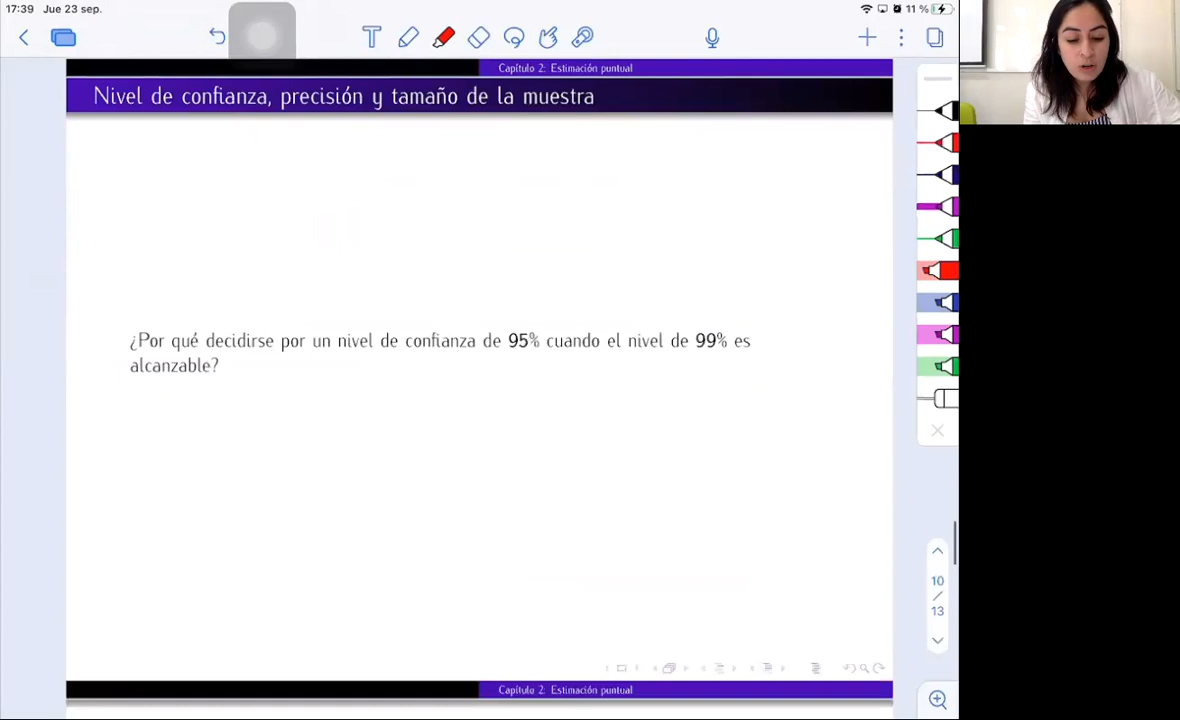 17:39 Jue 23 sep.
11 %
Capítulo 2: Estimación puntual
Nivel de confianza, precisión y tamaño de la muestra
¿Por qué decidirse por un nivel de confianza de 95% cuando el nivel de 99% es
alcanzable?
10
/
13
Capítulo 2: Estimación puntual